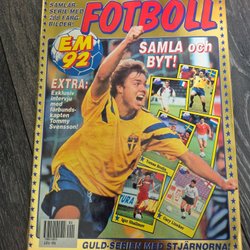 SAMLAR-
SERIE MED
288 FÄRG-
BILDER!
FOTBOLL
EM
92
SAMLA och
BYT!
EXTRA:
Exklusiv
intervju
med
förbunds-
kapten
Tommy
Svensson!
GULD-SERIEN MED STJÄRNORNA!